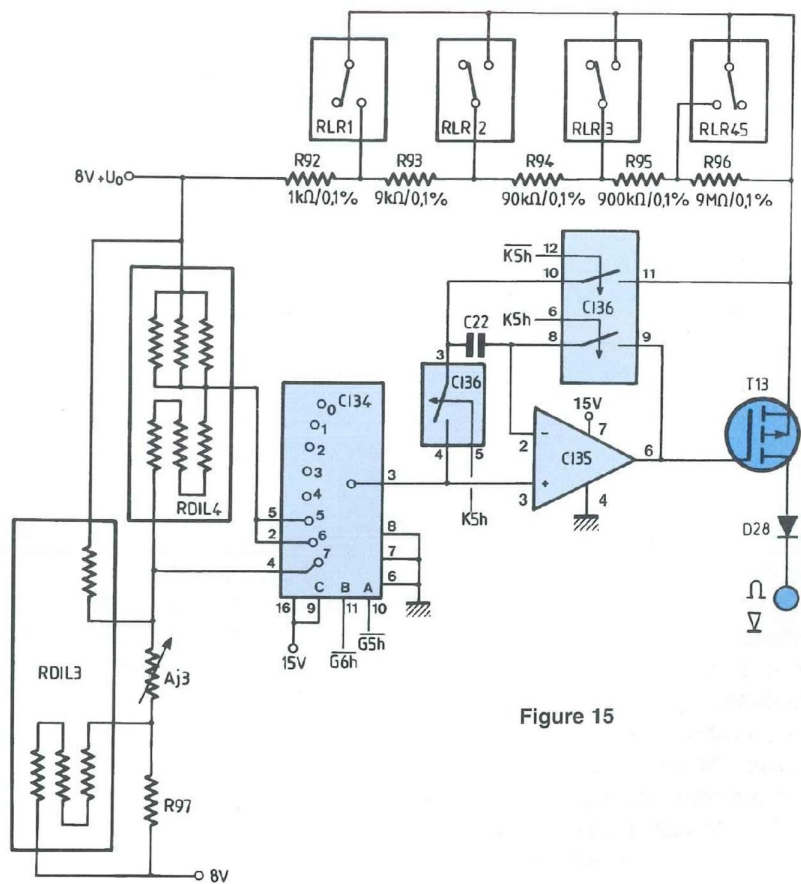 RLR1
RLR 2
RLR 3
RLR45
8V+U₀
R92
R93
R94
R95
R96
1kΩ/0,1%
9kΩ/0,1%
90kΩ/0,1%
900kΩ/0,1%
9MΩ/0,1%
K5h
12
10
11
K5h
6
CI36
C22
8
9
3
CI36
4
5
K5h
15V
7
2
3
CI35
6
4
T13
D28
Ω
RDIL4
CI34
0
1
2
3
4
5
6
7
3
5
2
4
8
7
6
C B A
16 9 11 10
15V
G6h
G5h
RDIL3
Aj3
R97
8V
Figure 15